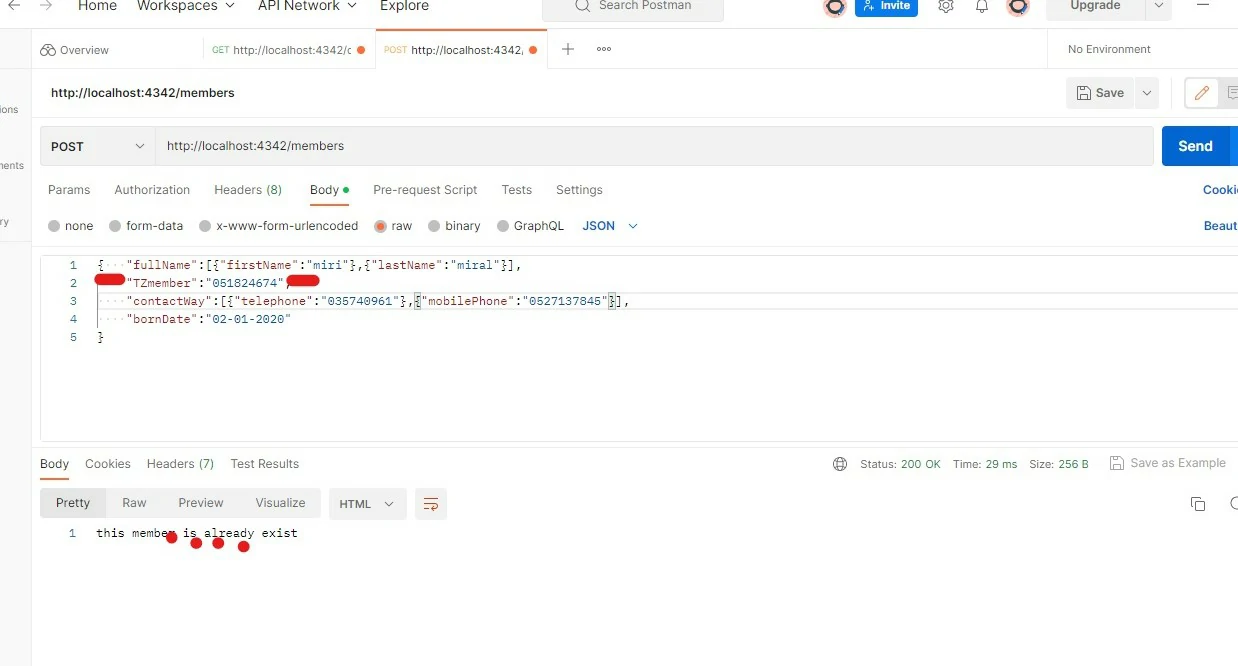 Home Workspaces API Network Explore Search Postman Invite Upgrade
Overview GET http://localhost:4342/c POST http://localhost:4342, No Environment
http://localhost:4342/members Save
ions
POST http://localhost:4342/members Send
nents
Params Authorization Headers (8) Body Pre-request Script Tests Settings Cooki
ry
none form-data x-www-form-urlencoded raw binary GraphQL JSON Beaut
1 { "fullName":[{"firstName":"miri"},{"lastName":"miral"}],
2 "TZmember":"051824674",
3 "contactWay":[{"telephone":"035740961"},{"mobilePhone":"0527137845"}],
4 "bornDate":"02-01-2020"
5 }
Body Cookies Headers (7) Test Results Status: 200 OK Time: 29 ms Size: 256 B Save as Example
Pretty Raw Preview Visualize HTML
1 this member is already exist